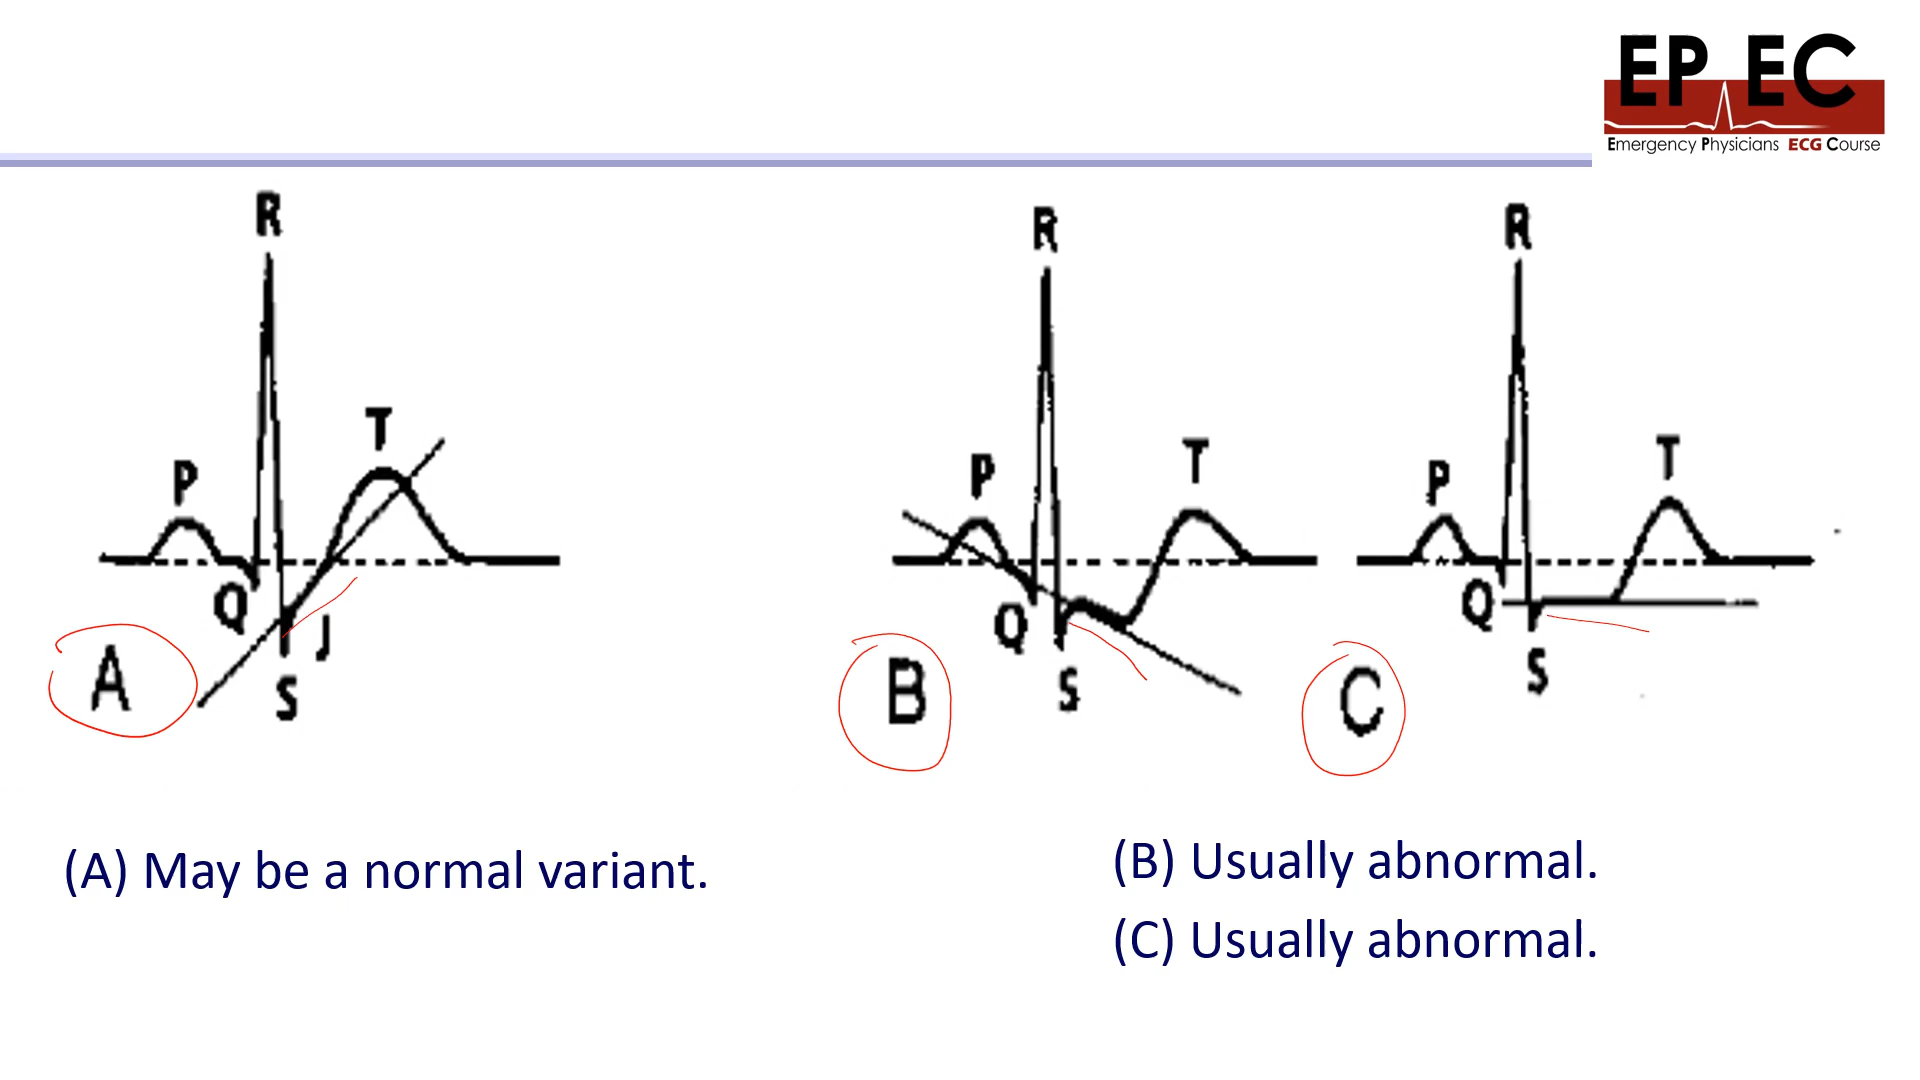 EP EC
Emergency Physicians ECG Course
R
P
T
Q
J
S
A
R
P
T
Q
S
B
R
P
T
Q
S
C
(A) May be a normal variant.
(B) Usually abnormal.
(C) Usually abnormal.